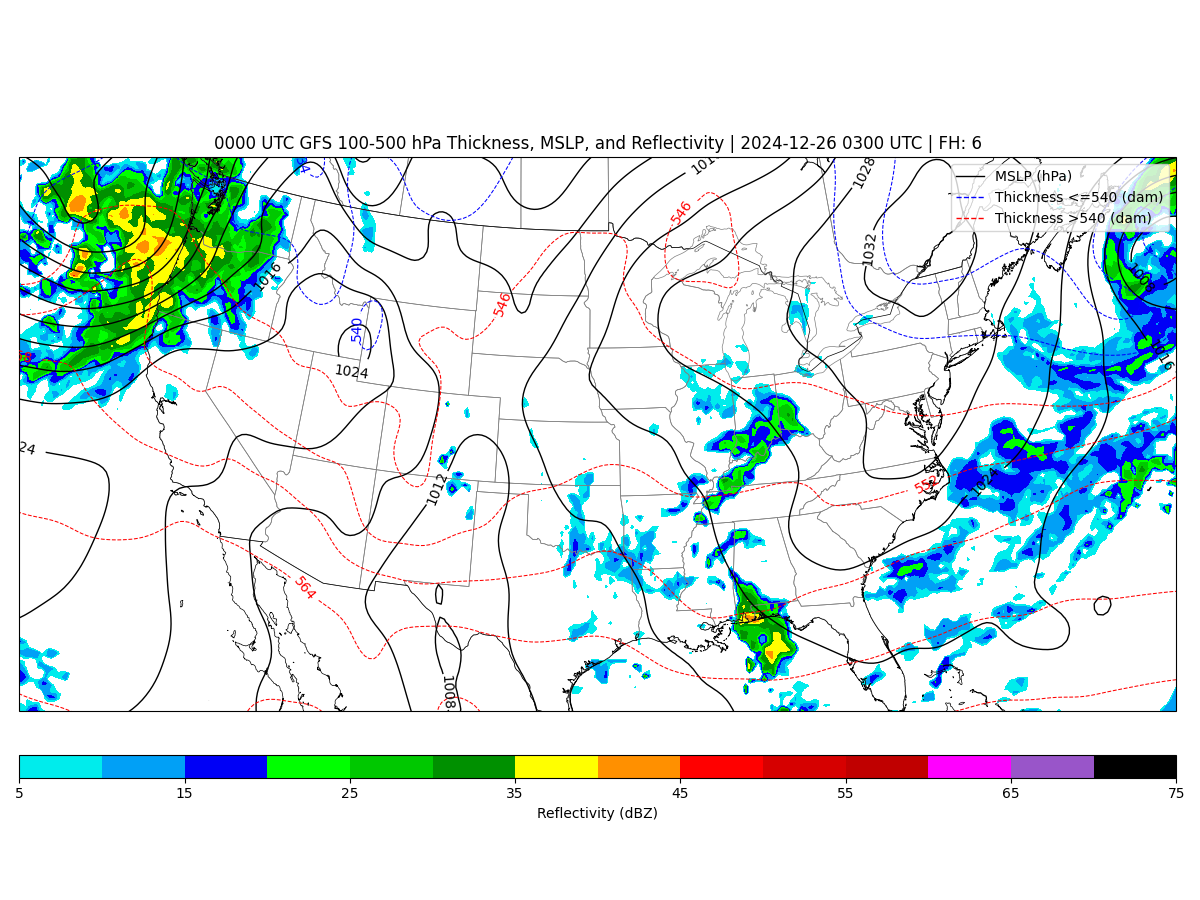 0000 UTC GFS 100-500 hPa Thickness, MSLP, and Reflectivity | 2024-12-26 0300 UTC | FH: 6
MSLP (hPa)
Thickness <=540 (dam)
Thickness >540 (dam)
1028
546
1032
1016
546
540
1024
24
1012
552
1024
564
1008
5 15 25 35 45 55 65 75
Reflectivity (dBZ)